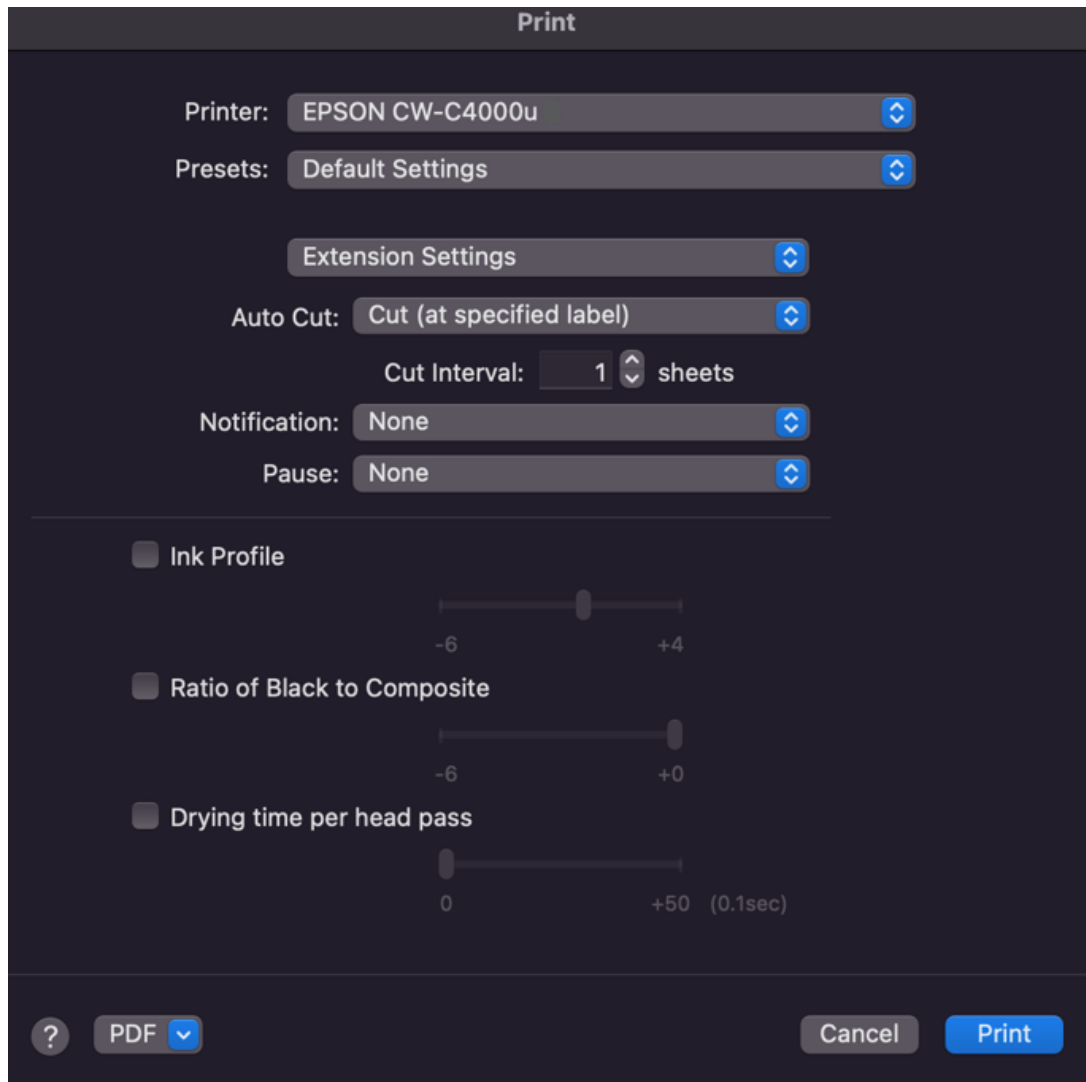 Print
Printer: EPSON CW-C4000u
Presets: Default Settings
Extension Settings
Auto Cut: Cut (at specified label)
Cut Interval: 1 sheets
Notification: None
Pause: None
Ink Profile
-6 +4
Ratio of Black to Composite
-6 +0
Drying time per head pass
0 +50 (0.1sec)
? PDF Cancel Print